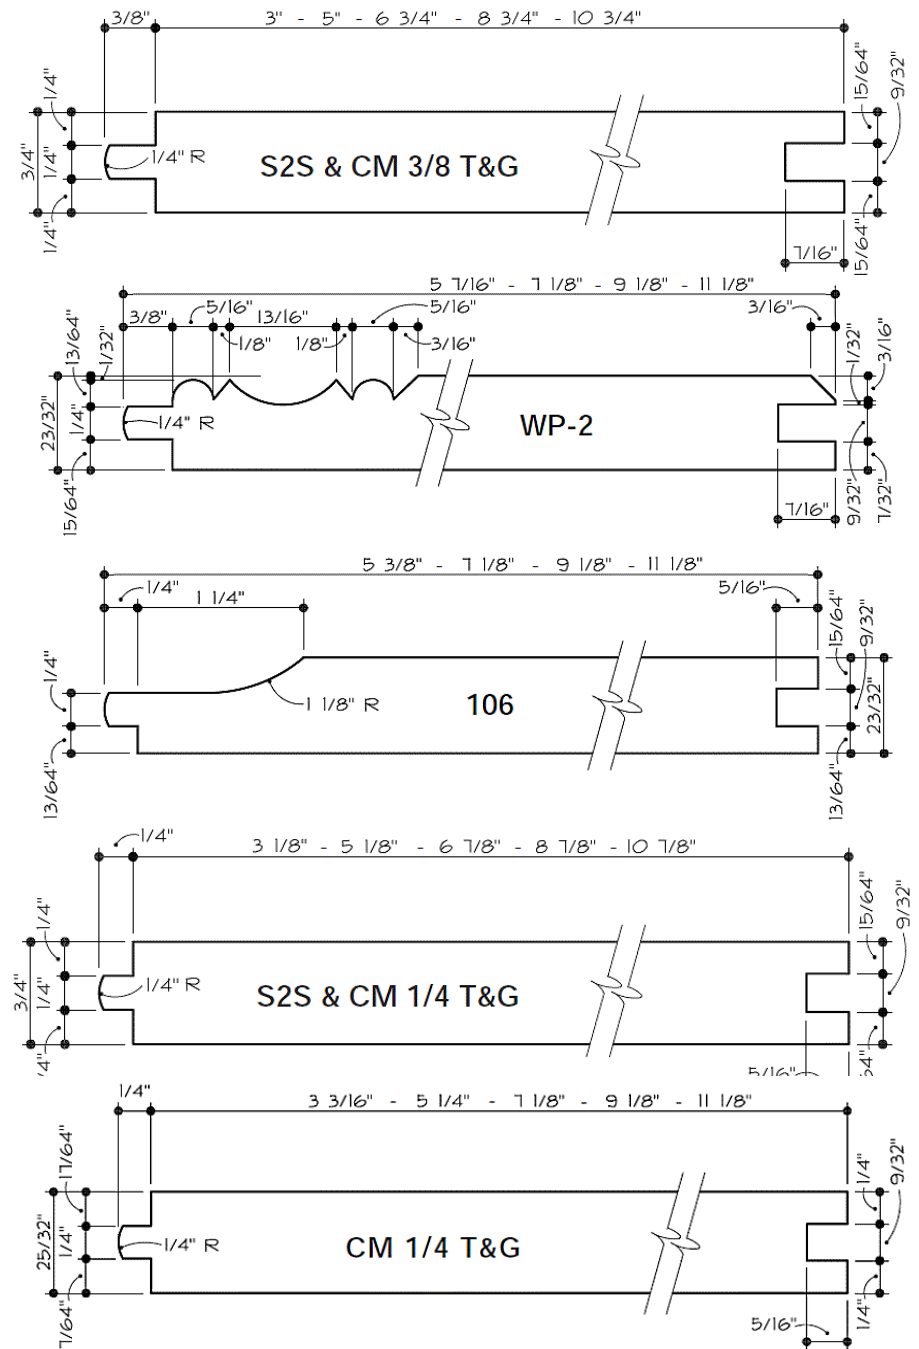 3/8" 3" - 5" - 6 3/4" - 8 3/4" - 10 3/4"
1/4" 15/64" 9/32"
3/4" 1/4" 1/4" R S2S & CM 3/8 T&G
1/4" 7/16" 15/64"
5 7/16" - 7 1/8" - 9 1/8" - 11 1/8"
5/16" 5/16" 3/16"
3/8" 13/16"
13/64" 1/32" 1/8" 1/8" 3/16" 1/32" 3/16"
23/32" 1/4" 1/4" R WP-2
15/64" 7/16" 9/32" 7/32"
5 3/8" - 7 1/8" - 9 1/8" - 11 1/8"
1/4" 1 1/4" 5/16"
1/4" 15/64" 9/32"
1 1/8" R 106 23/32"
13/64" 13/64"
1/4"
3 1/8" - 5 1/8" - 6 7/8" - 8 7/8" - 10 7/8"
1/4" 15/64" 9/32"
3/4" 1/4" 1/4" R S2S & CM 1/4 T&G
/4" 5/16" 64"
1/4" 3 3/16" - 5 1/4" - 7 1/8" - 9 1/8" - 11 1/8"
17/64" 1/4" 9/32"
25/32" 1/4" 1/4" R CM 1/4 T&G
7/64" 5/16" 1/4"